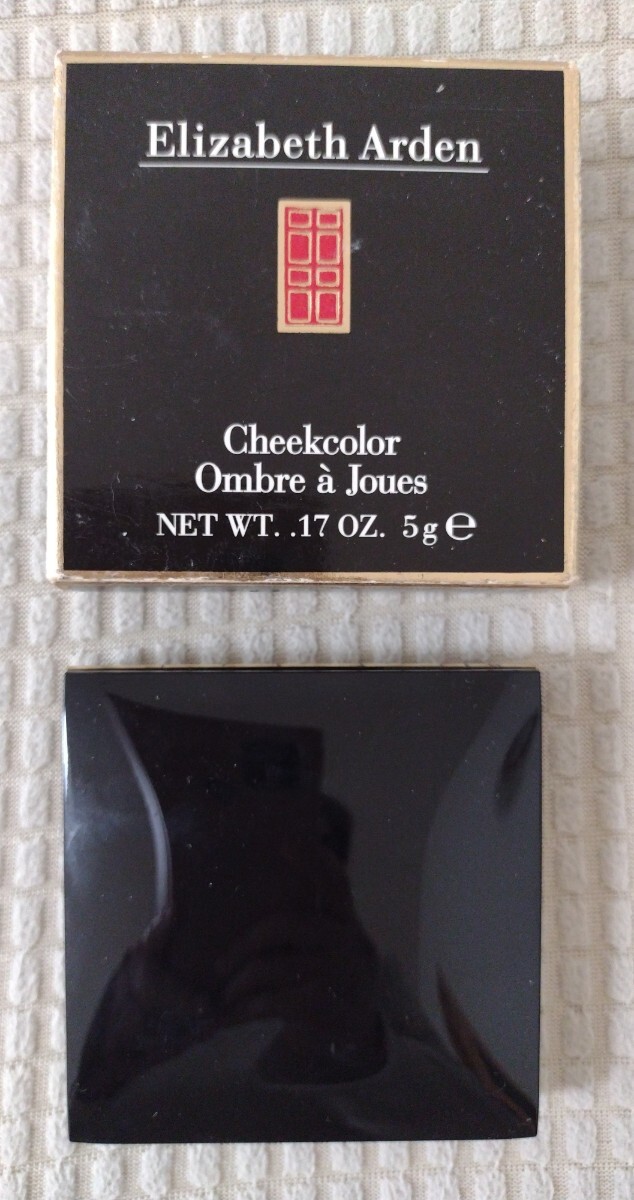 Elizabeth Arden
Cheekcolor
Ombre à Joues
NET WT. .17 OZ. 5g ℮